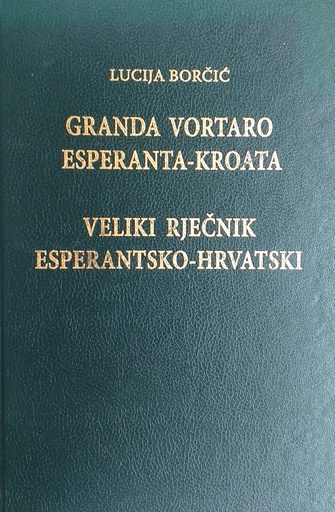 LUCIJA BORČIĆ
GRANDA VORTARO
ESPERANTA-KROATA
VELIKI RJEČNIK
ESPERANTSKO-HRVATSKI